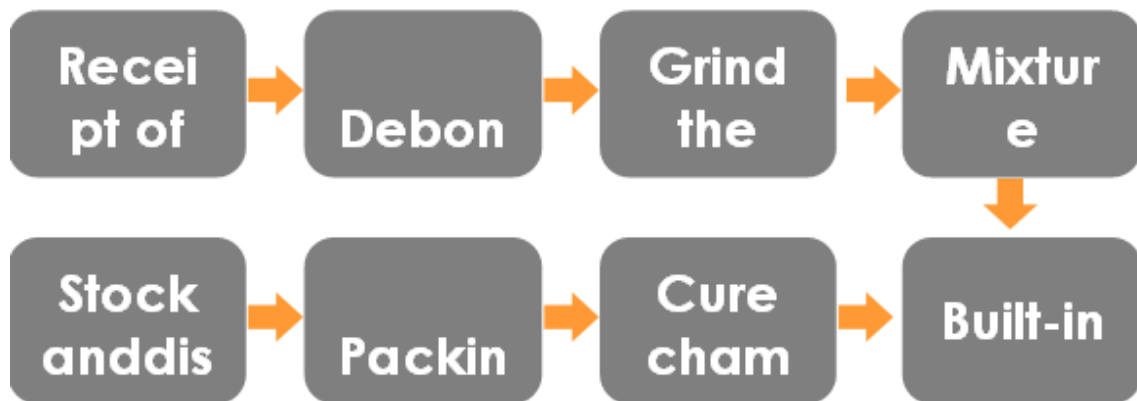 Recei
pt of
Debon
Grind
the
Mixtur
e
Stock
anddis
Packin
Cure
cham
Built-in